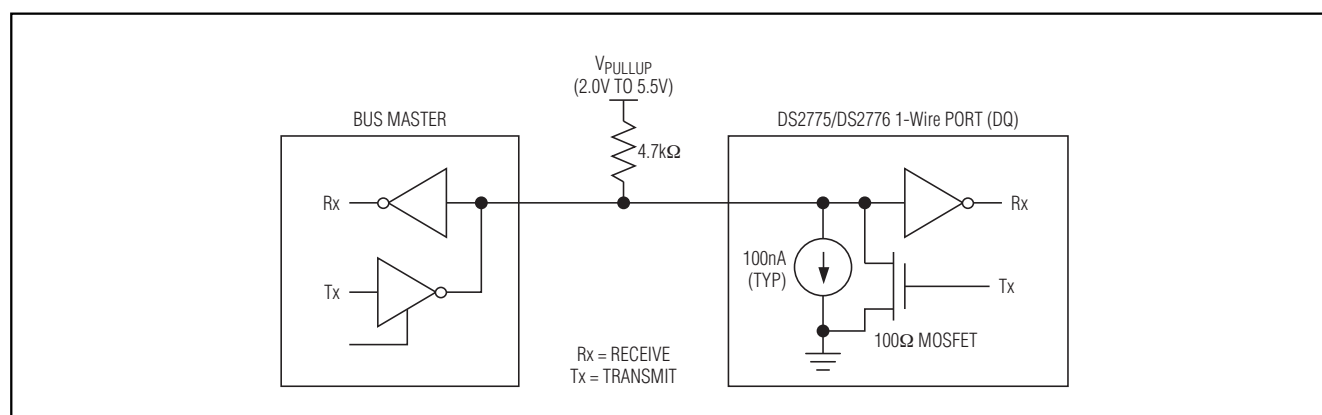 VPULLUP
(2.0V TO 5.5V)
BUS MASTER
DS2775/DS2776 1-Wire PORT (DQ)
4.7kΩ
Rx
Rx
100nA
(TYP)
Tx
Tx
100Ω MOSFET
Rx = RECEIVE
Tx = TRANSMIT